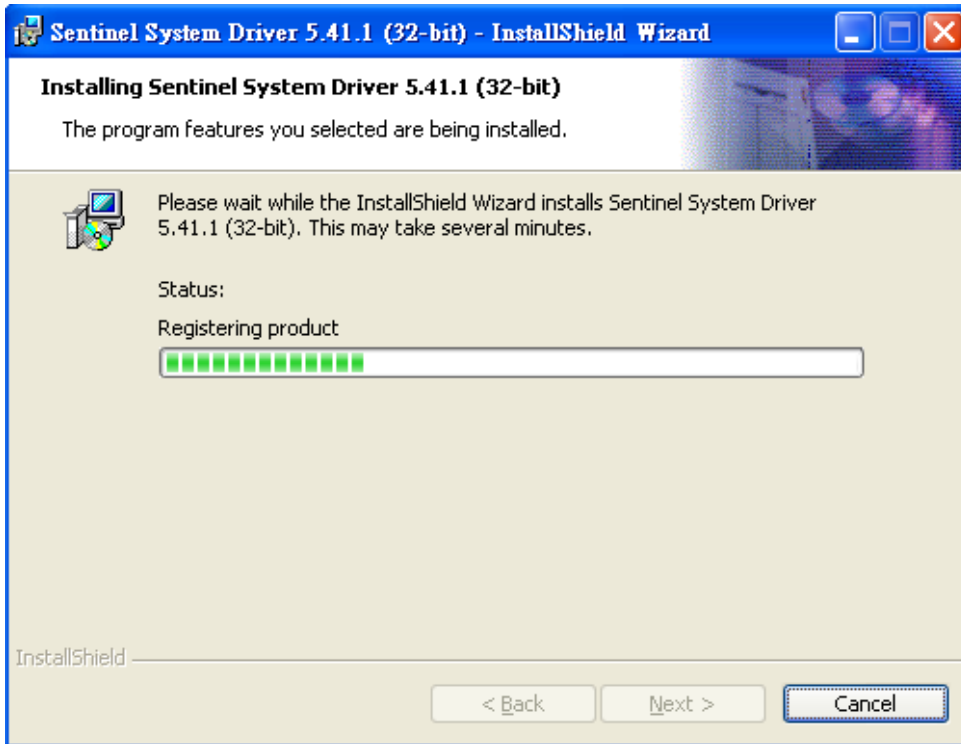 Sentinel System Driver 5.41.1 (32-bit) - InstallShield Wizard
Installing Sentinel System Driver 5.41.1 (32-bit)
The program features you selected are being installed.
Please wait while the InstallShield Wizard installs Sentinel System Driver
5.41.1 (32-bit). This may take several minutes.
Status:
Registering product
InstallShield
< Back
Next >
Cancel